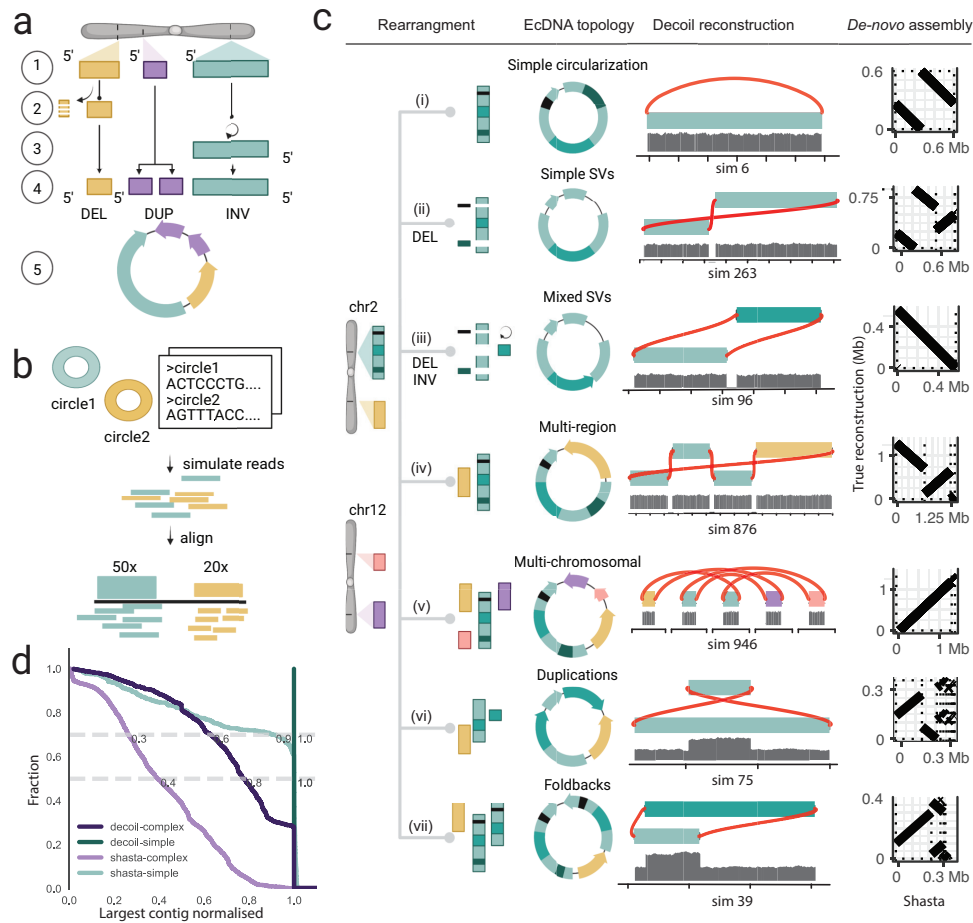 a
5' 5' 5'
1
2
3
5'
4
5' 5' 5'
DEL DUP INV
5
b
circle1
circle2
>circle1
ACTCCCTG....
>circle2
AGTTTACC....
simulate reads
align
50x 20x
c
Rearrangment EcDNA topology Decoil reconstruction De-novo assembly
chr2
chr12
(i)
Simple circularization
sim 6
0.6
0
0 0.6 Mb
(ii)
DEL
Simple SVs
sim 263
0.75
0
0 0.6 Mb
(iii)
DEL
INV
Mixed SVs
sim 96
0.4
0
0 0.4 Mb
(iv)
Multi-region
sim 876
1
0
0 1.25 Mb
(v)
Multi-chromosomal
sim 946
1
0
0 1 Mb
(vi)
Duplications
sim 75
0.3
0
0 0.3 Mb
(vii)
Foldbacks
sim 39
0.4
0
0 0.3 Mb
True reconstruction (Mb)
Shasta
d
Fraction
1.0
0.8
0.6
0.4
0.2
0.0
0.3 0.6 0.9 1.0
0.4 0.8 1.0
decoil-complex
decoil-simple
shasta-complex
shasta-simple
0.0 0.2 0.4 0.6 0.8 1.0
Largest contig normalised